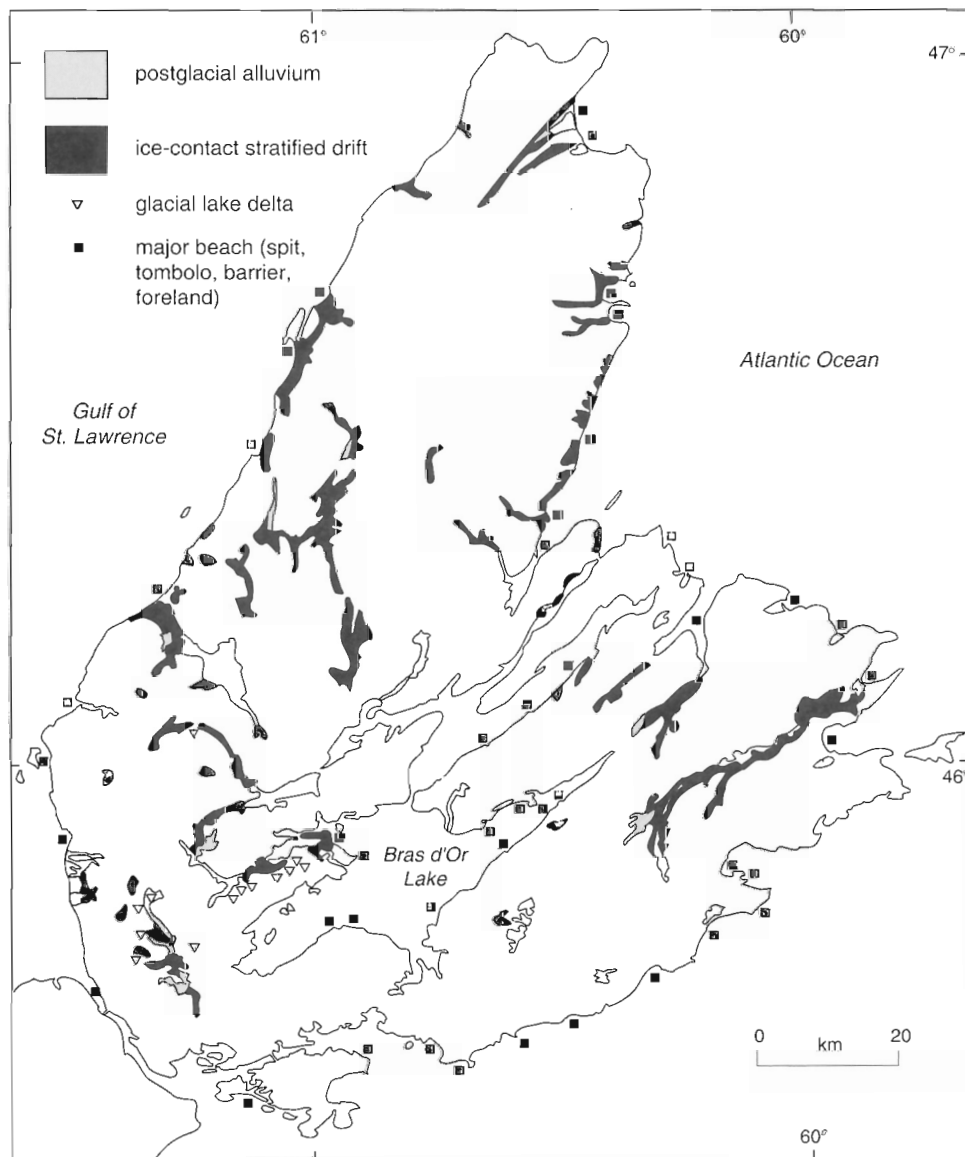 61°
60°
47°
postglacial alluvium
ice-contact stratified drift
glacial lake delta
major beach (spit,
tombolo, barrier,
foreland)
Atlantic Ocean
Gulf of
St. Lawrence
46°
Bras d'Or
Lake
0 20
km
60°